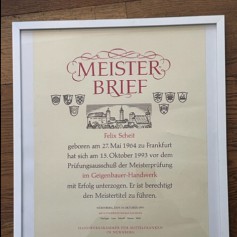 MEISTER
BRIEF
Felix Scheit
geboren am 27. Mai 1964 zu Frankfurt
hat sich am 15. Oktober 1993 vor dem
Prüfungsausschuß der Meisterprüfung
im Geigenbauer-Handwerk
mit Erfolg unterzogen. Er ist berechtigt
den Meistertitel zu führen.